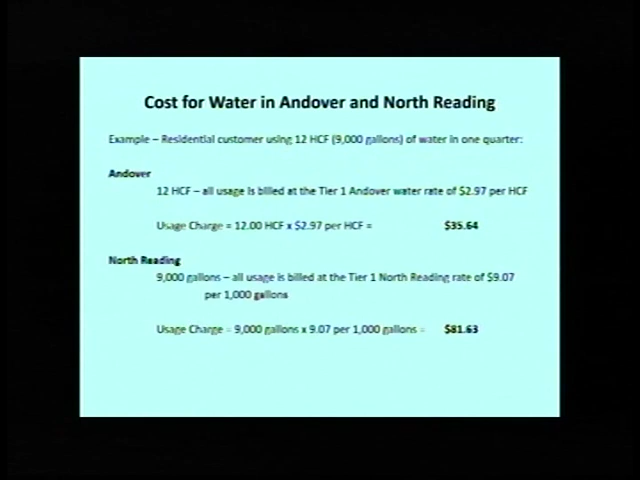 Cost for Water in Andover and North Reading
Example – Residential customer using 12 HCF (9,000 gallons) of water in one quarter:
Andover
12 HCF – all usage is billed at the Tier 1 Andover water rate of $2.97 per HCF
Usage Charge = 12.00 HCF x $2.97 per HCF = $35.64
North Reading
9,000 gallons – all usage is billed at the Tier 1 North Reading rate of $9.07
per 1,000 gallons
Usage Charge = 9,000 gallons x 9.07 per 1,000 gallons = $81.63